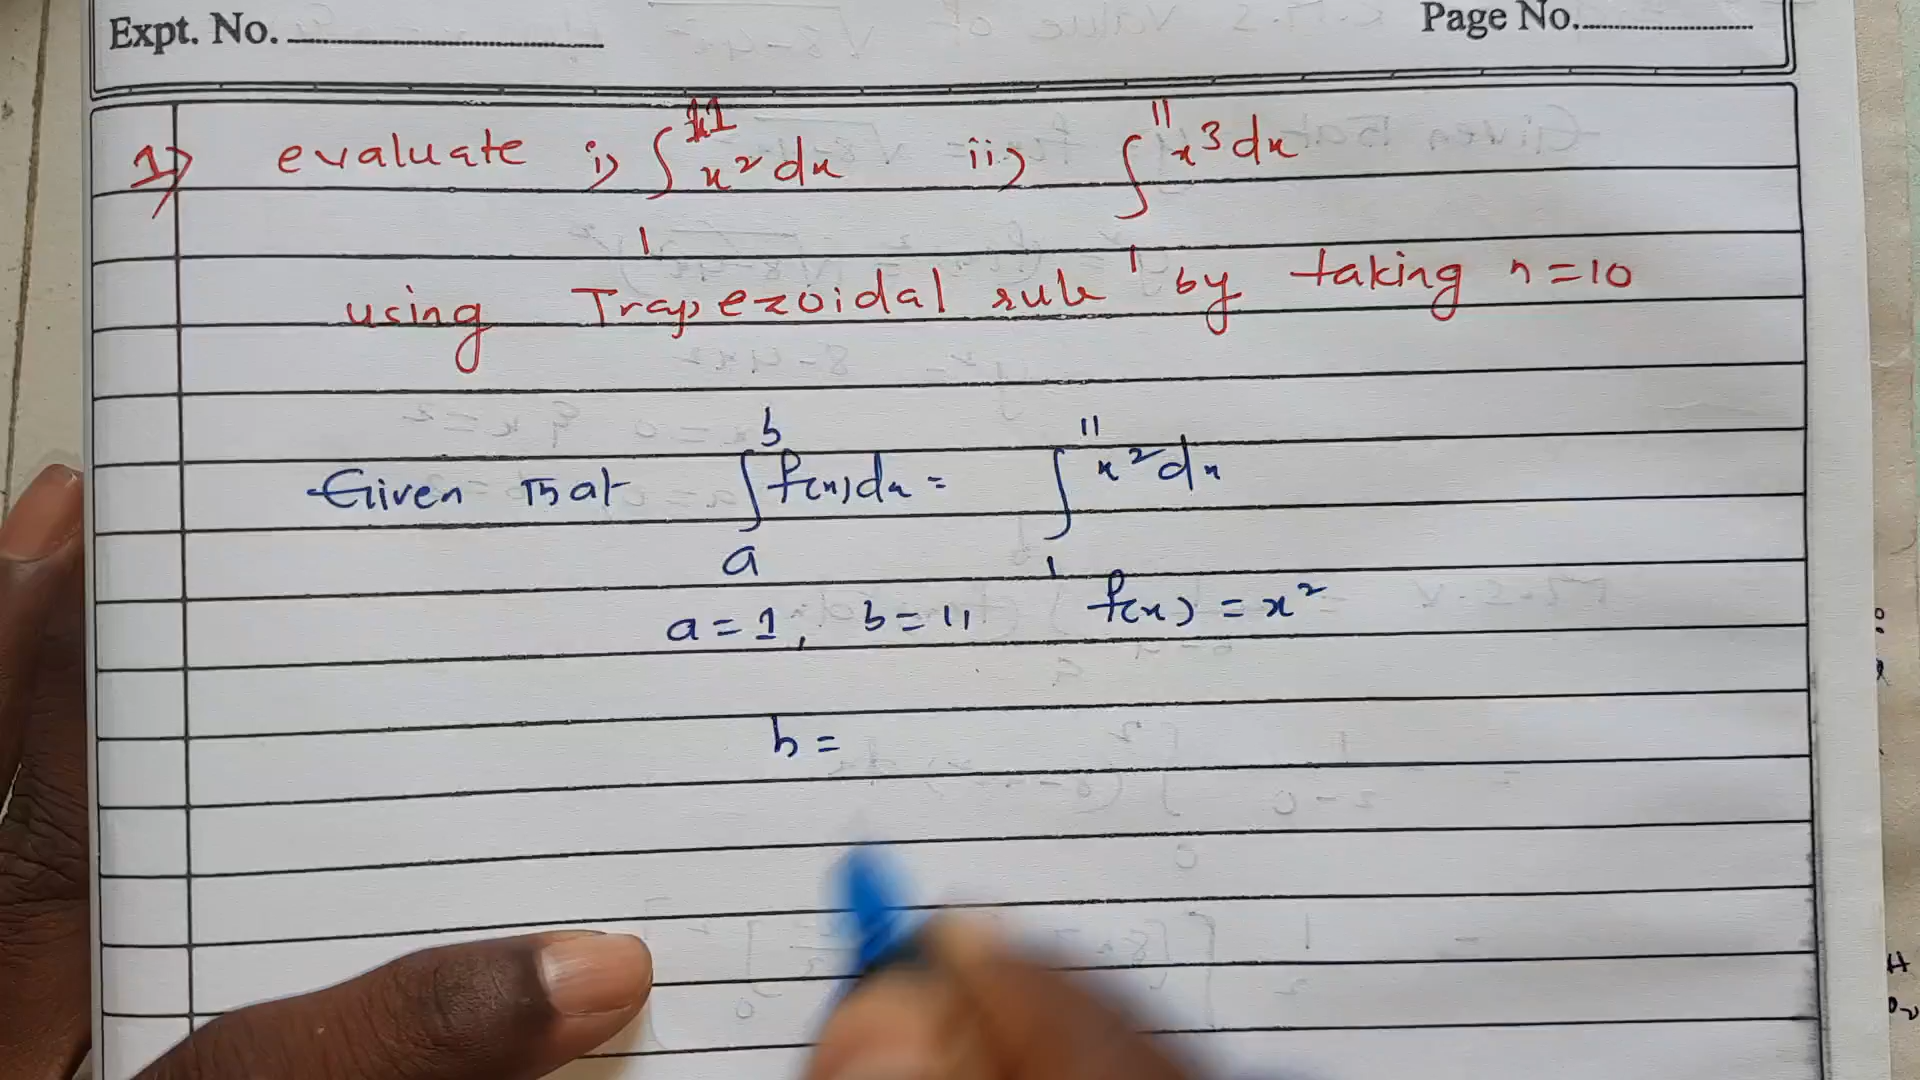 Expt. No.
Page No.
1) evaluate i) ∫₁¹¹ x² dx ii) ∫₁¹¹ x³ dx
using Trapezoidal rule by taking n=10
Given That ∫ₐᵇ f(x) dx = ∫₁¹¹ x² dx
a = 1, b = 11 f(x) = x²
h =